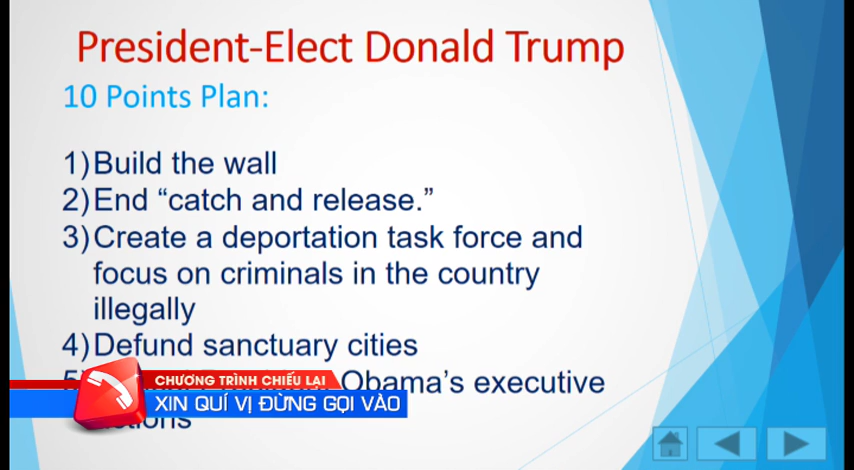 President-Elect Donald Trump
10 Points Plan:
1) Build the wall
2) End “catch and release.”
3) Create a deportation task force and
focus on criminals in the country
illegally
4) Defund sanctuary cities
Obama’s executive
CHƯƠNG TRÌNH CHIẾU LẠI
XIN QUÍ VỊ ĐỪNG GỌI VÀO